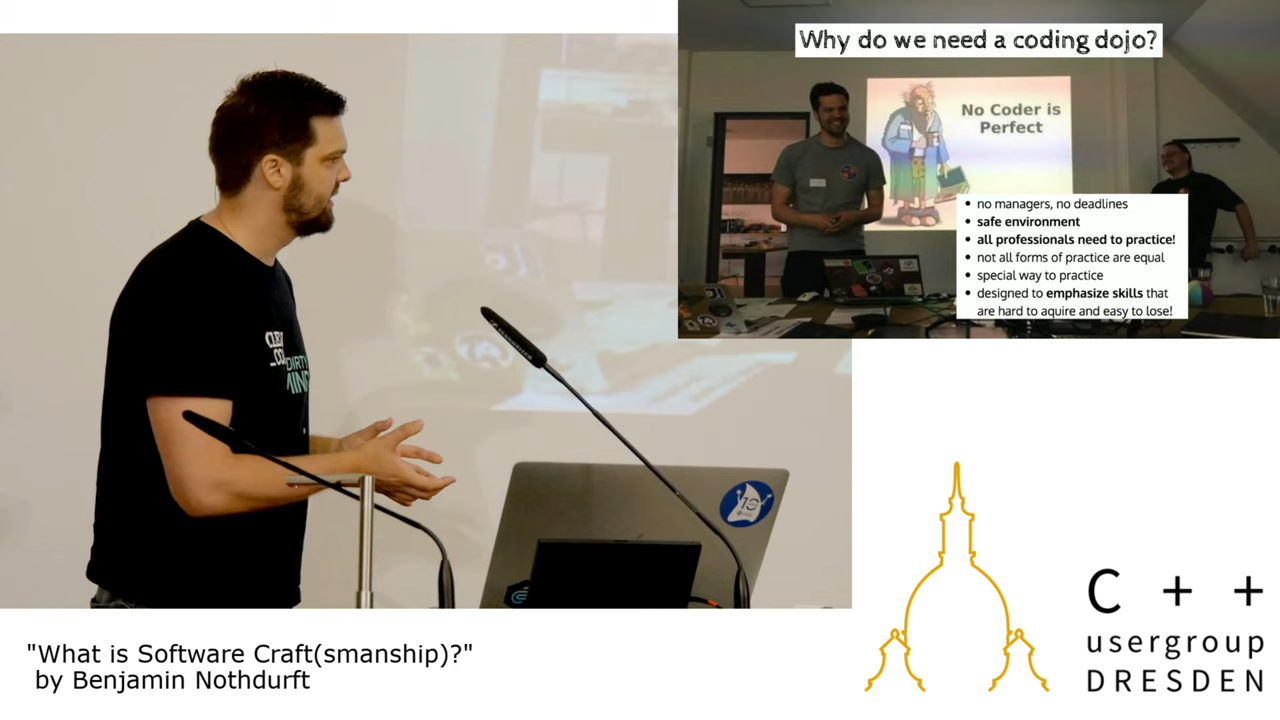 Why do we need a coding dojo?
No Coder is
Perfect
• no managers, no deadlines
• safe environment
• all professionals need to practice!
• not all forms of practice are equal
• special way to practice
• designed to emphasize skills that
are hard to aquire and easy to lose!
DIRTY
"What is Software Craft(smanship)?"
by Benjamin Nothdurft
C + +
usergroup
DRESDEN